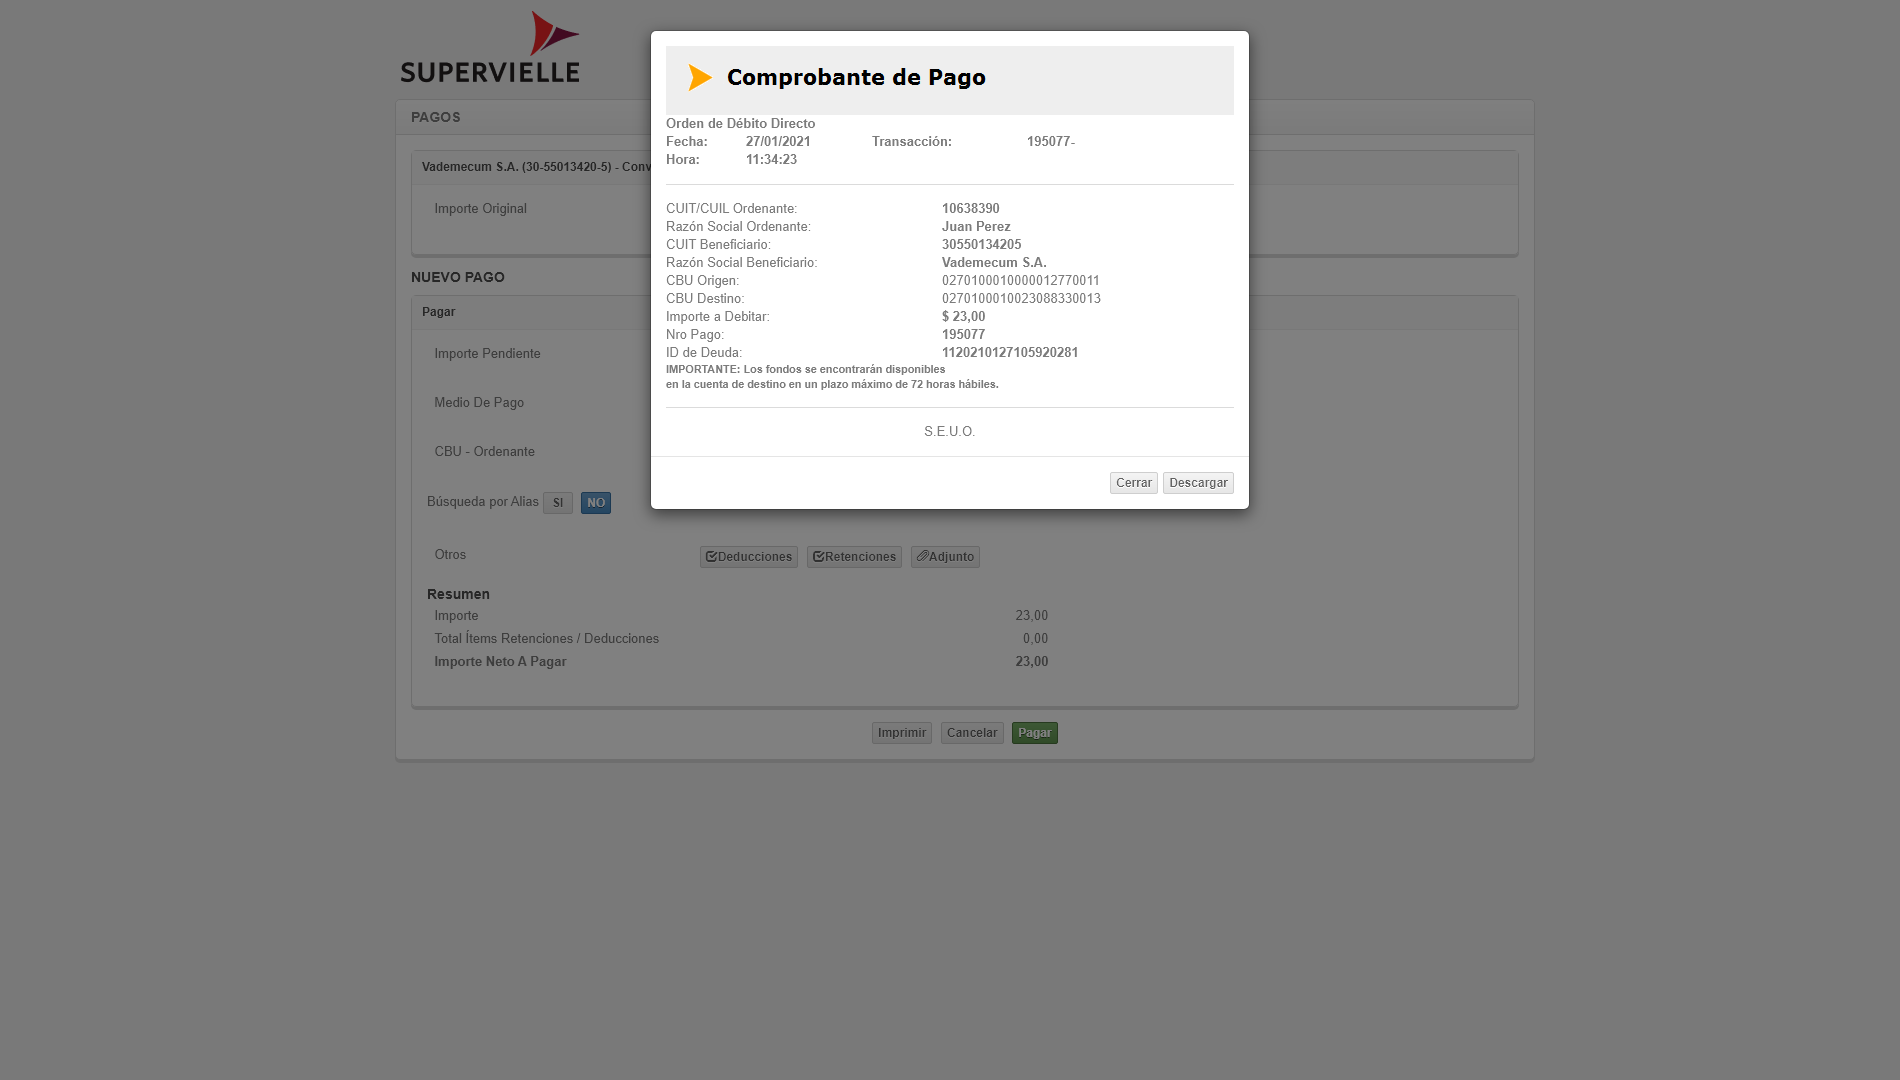 SUPERVIELLE
PAGOS
Vademecum S.A. (30-55013420-5) - Conv
Importe Original
NUEVO PAGO
Pagar
Importe Pendiente
Medio De Pago
CBU - Ordenante
Búsqueda por Alias SI NO
Otros Deducciones Retenciones Adjunto
Resumen
Importe 23,00
Total Ítems Retenciones / Deducciones 0,00
Importe Neto A Pagar 23,00
Imprimir Cancelar Pagar
Comprobante de Pago
Orden de Débito Directo
Fecha: 27/01/2021 Transacción: 195077-
Hora: 11:34:23
CUIT/CUIL Ordenante: 10638390
Razón Social Ordenante: Juan Perez
CUIT Beneficiario: 30550134205
Razón Social Beneficiario: Vademecum S.A.
CBU Origen: 0270100010000012770011
CBU Destino: 0270100010023088330013
Importe a Debitar: $ 23,00
Nro Pago: 195077
ID de Deuda: 1120210127105920281
IMPORTANTE: Los fondos se encontrarán disponibles
en la cuenta de destino en un plazo máximo de 72 horas hábiles.
S.E.U.O.
Cerrar Descargar